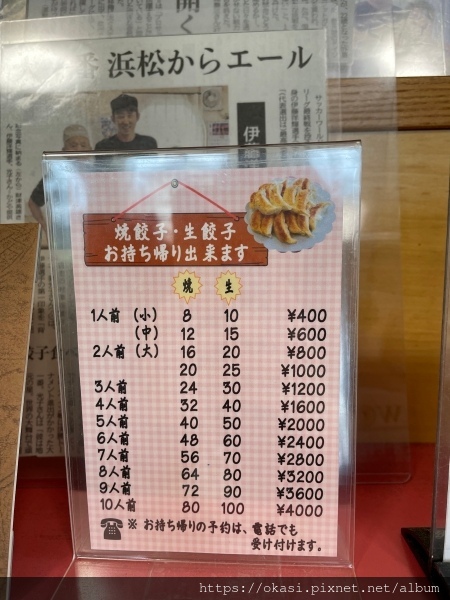 開く
浜松からエール
焼餃子・生餃子
お持ち帰り出来ます
焼 生
1人前 (小) 8 10 ¥400
(中) 12 15 ¥600
2人前 (大) 16 20 ¥800
20 25 ¥1000
3人前 24 30 ¥1200
4人前 32 40 ¥1600
5人前 40 50 ¥2000
6人前 48 60 ¥2400
7人前 56 70 ¥2800
8人前 64 80 ¥3200
9人前 72 90 ¥3600
10人前 80 100 ¥4000
※ お持ち帰りの予約は、電話でも
受け付けます。
https://okasi.pixnet.net/album